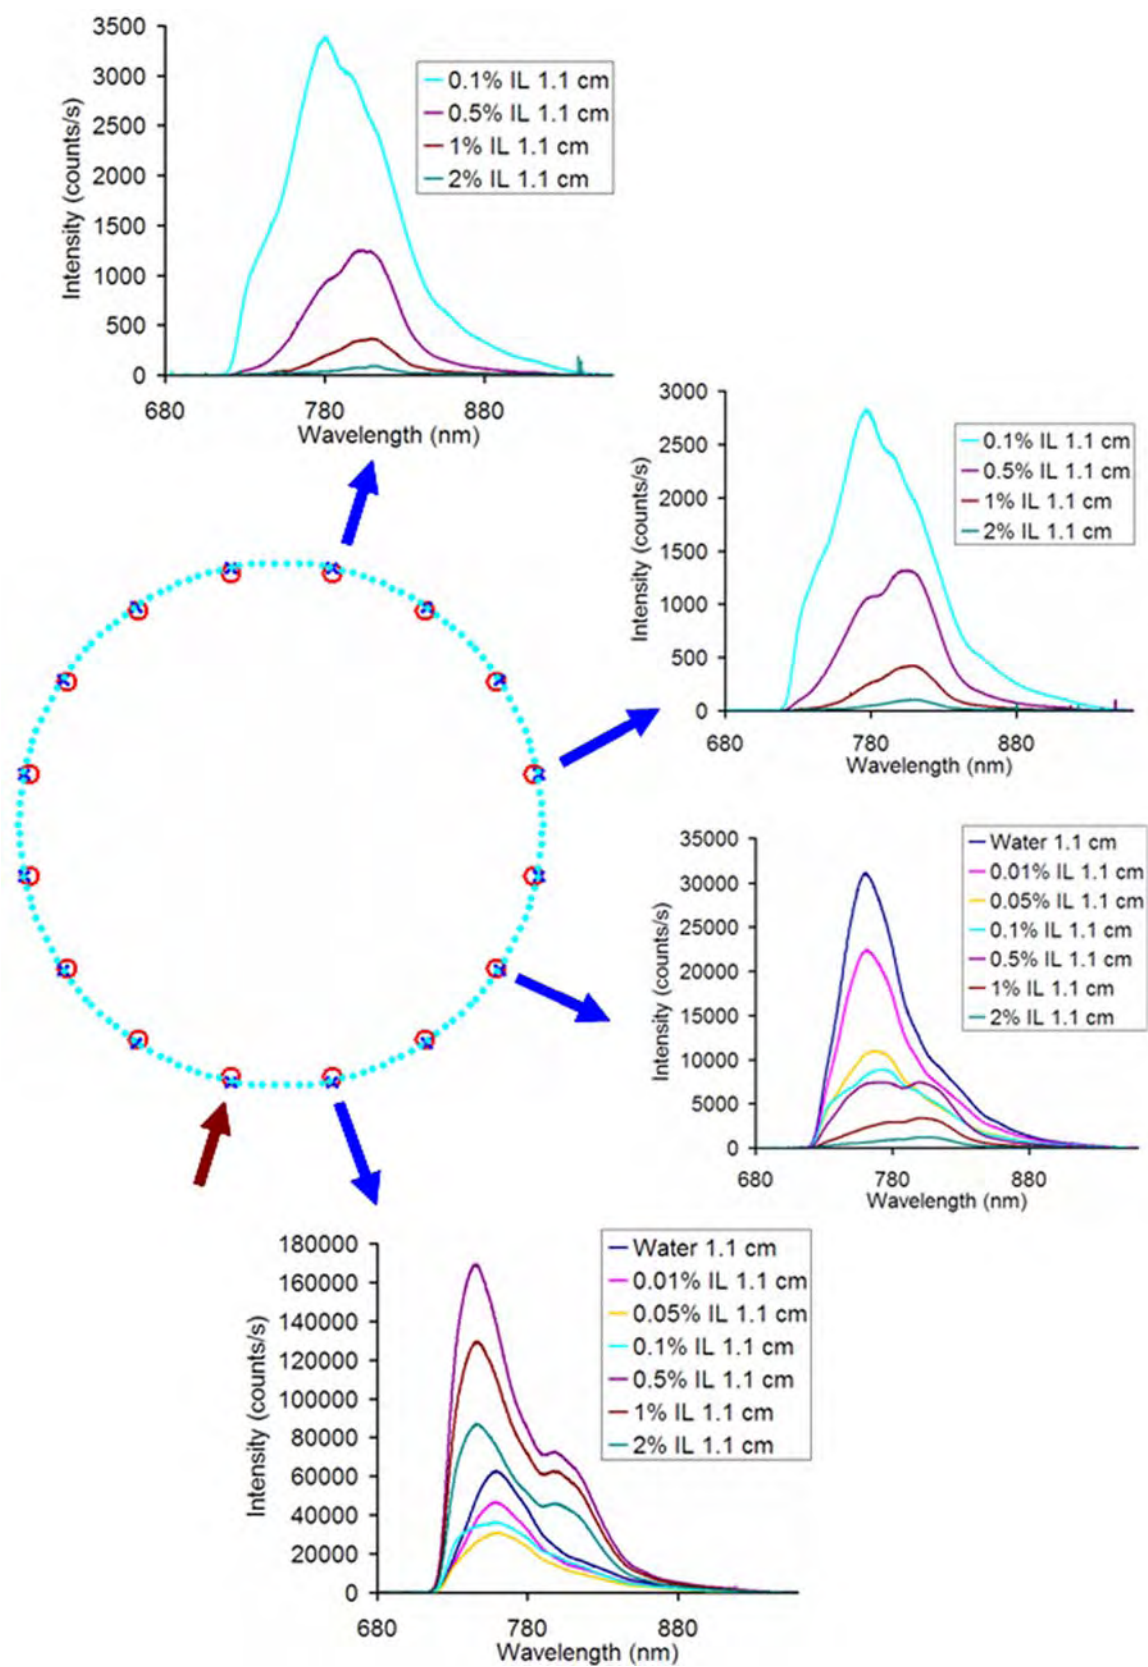 3500
3000
2500
2000
1500
1000
500
0
Intensity (counts/s)
0.1% IL 1.1 cm
0.5% IL 1.1 cm
1% IL 1.1 cm
2% IL 1.1 cm
680 780 880
Wavelength (nm)
3000
2500
2000
1500
1000
500
0
Intensity (counts/s)
0.1% IL 1.1 cm
0.5% IL 1.1 cm
1% IL 1.1 cm
2% IL 1.1 cm
680 780 880
Wavelength (nm)
35000
30000
25000
20000
15000
10000
5000
0
Intensity (counts/s)
Water 1.1 cm
0.01% IL 1.1 cm
0.05% IL 1.1 cm
0.1% IL 1.1 cm
0.5% IL 1.1 cm
1% IL 1.1 cm
2% IL 1.1 cm
680 780 880
Wavelength (nm)
180000
160000
140000
120000
100000
80000
60000
40000
20000
0
Intensity (counts/s)
Water 1.1 cm
0.01% IL 1.1 cm
0.05% IL 1.1 cm
0.1% IL 1.1 cm
0.5% IL 1.1 cm
1% IL 1.1 cm
2% IL 1.1 cm
680 780 880
Wavelength (nm)